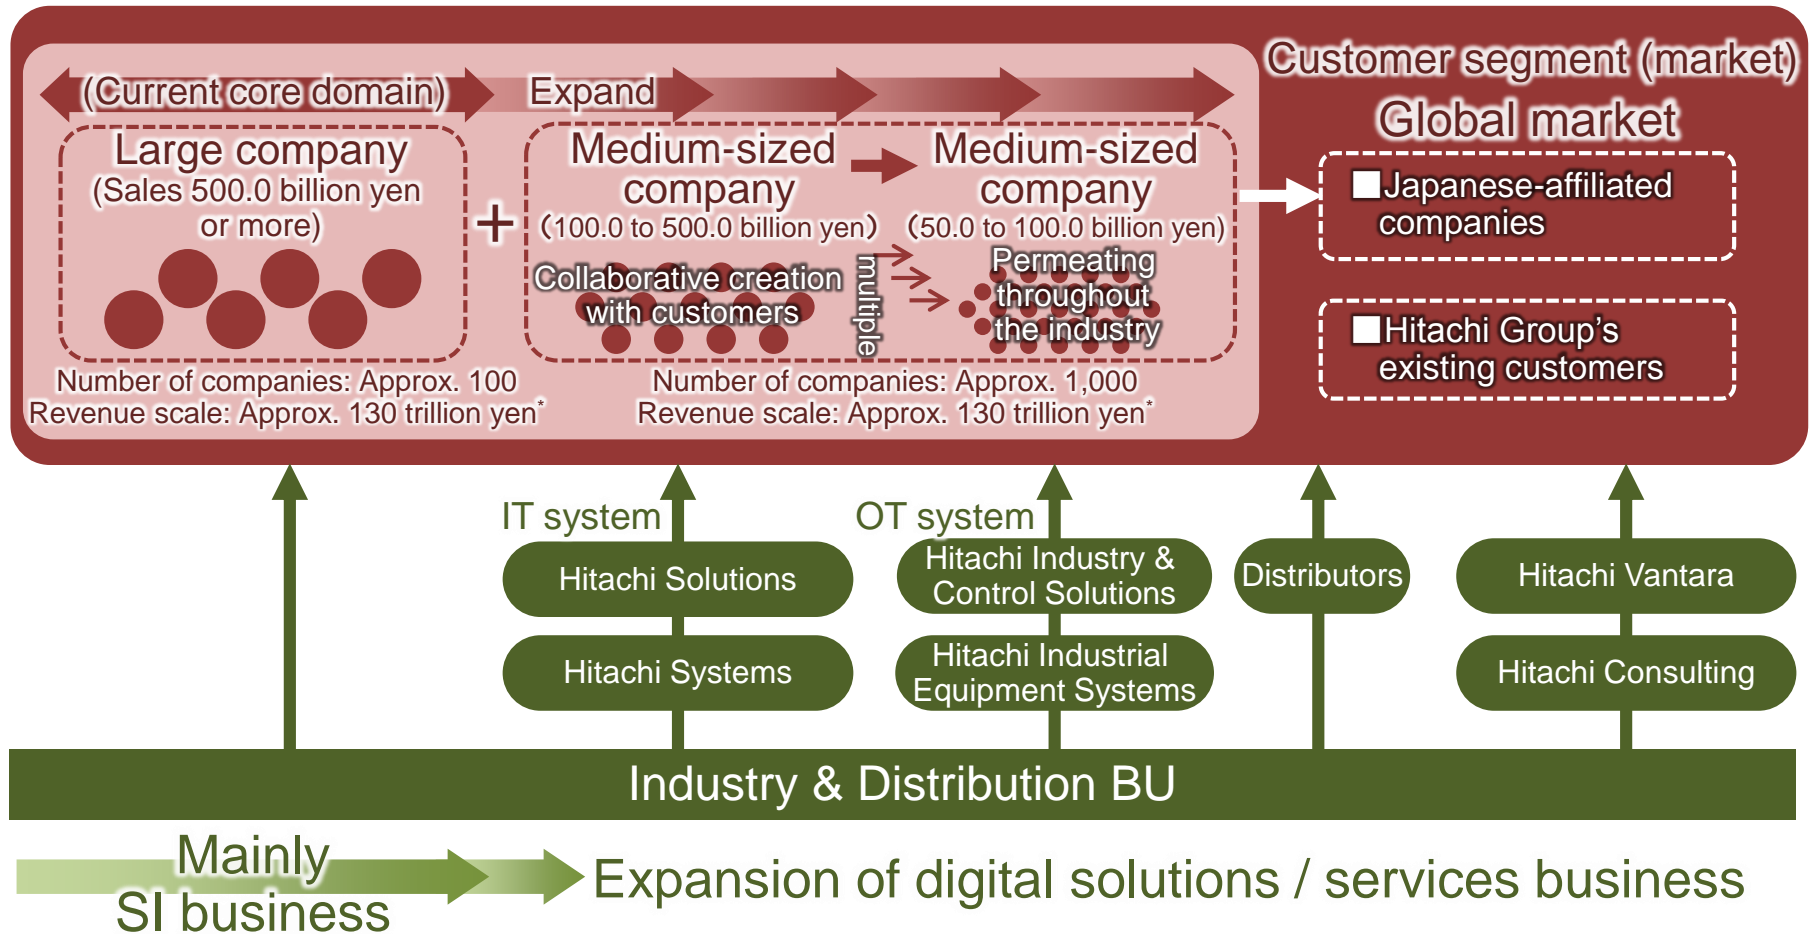 Customer segment (market)
(Current core domain)
Expand
Global market
Large company
(Sales 500.0 billion yen
or more)
+
Medium-sized
company
(100.0 to 500.0 billion yen)
Collaborative creation
with customers
multiple
Medium-sized
company
(50.0 to 100.0 billion yen)
Permeating
throughout
the industry
■Japanese-affiliated
companies
■Hitachi Group's
existing customers
Number of companies: Approx. 100
Revenue scale: Approx. 130 trillion yen*
Number of companies: Approx. 1,000
Revenue scale: Approx. 130 trillion yen*
IT system
OT system
Hitachi Solutions
Hitachi Systems
Hitachi Industry &
Control Solutions
Hitachi Industrial
Equipment Systems
Distributors
Hitachi Vantara
Hitachi Consulting
Industry & Distribution BU
Mainly
SI business
Expansion of digital solutions / services business